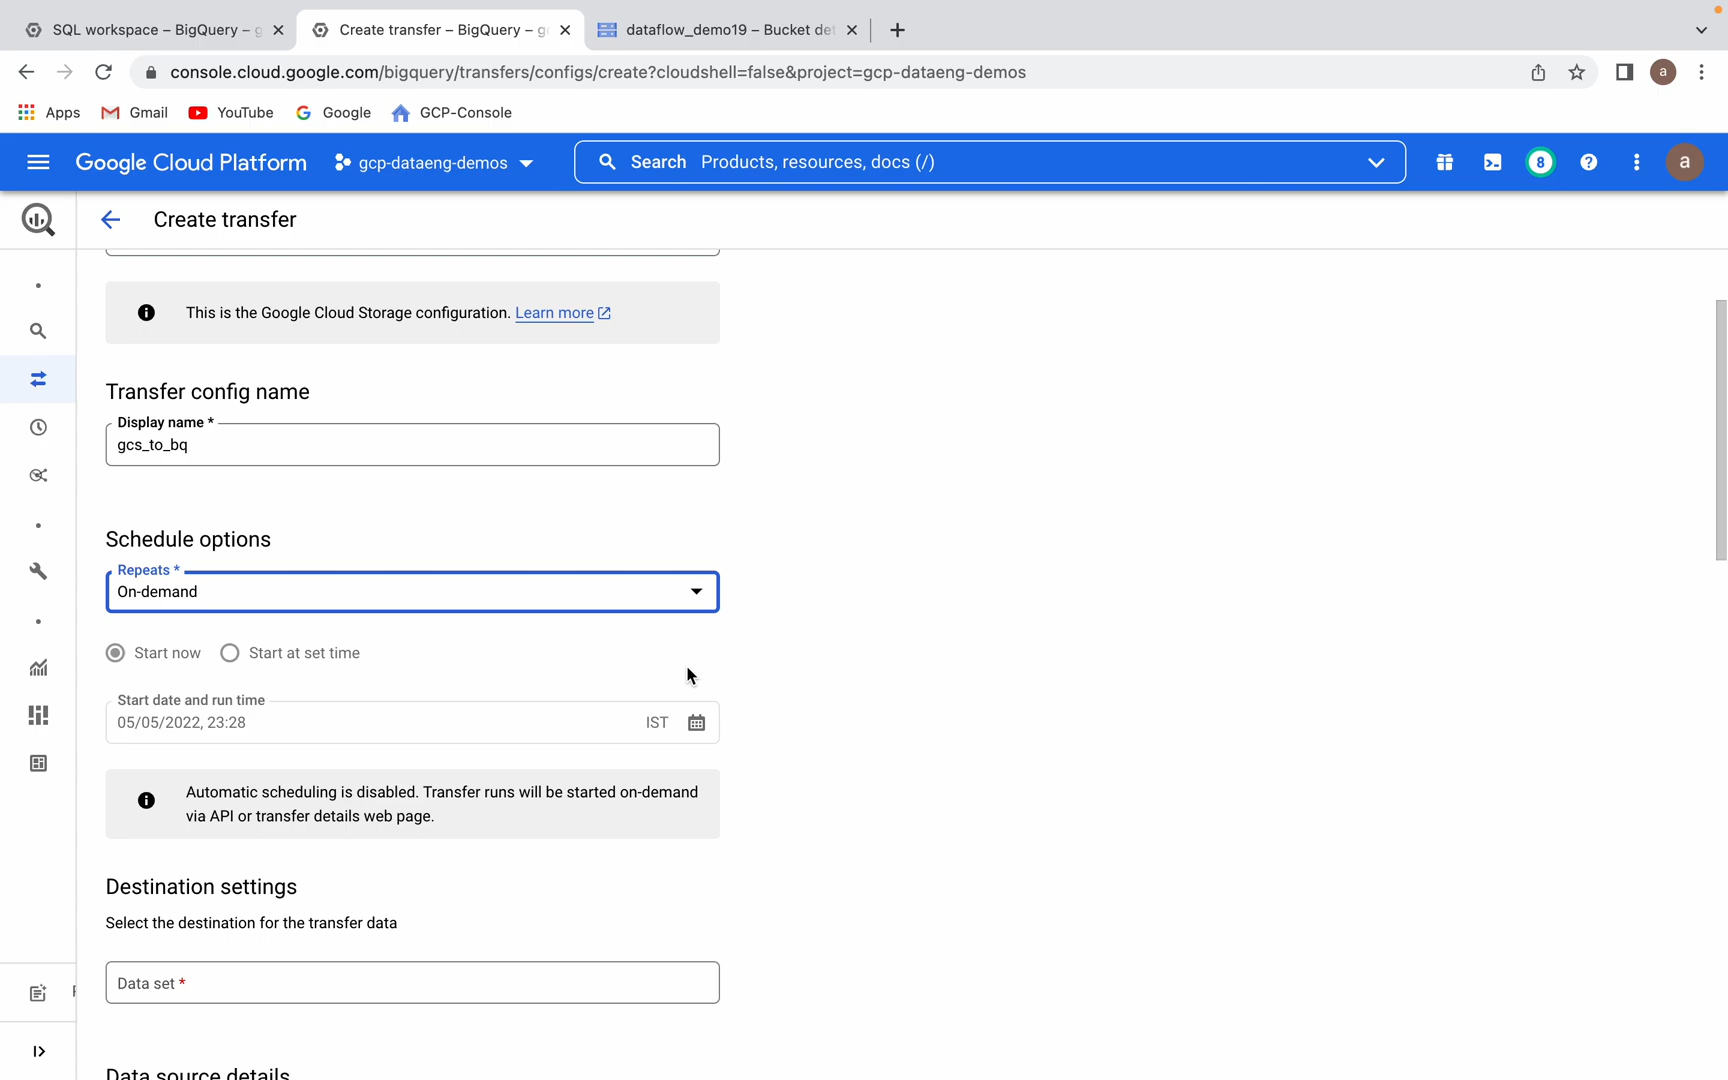 SQL workspace – BigQuery – g
Create transfer – BigQuery – g
dataflow_demo19 – Bucket det
console.cloud.google.com/bigquery/transfers/configs/create?cloudshell=false&project=gcp-dataeng-demos
a
Apps
Gmail
YouTube
Google
GCP-Console
Google Cloud Platform
gcp-dataeng-demos
Search Products, resources, docs (/)
8
a
Create transfer
This is the Google Cloud Storage configuration. Learn more
Transfer config name
Display name *
gcs_to_bq
Schedule options
Repeats *
On-demand
Start now
Start at set time
Start date and run time
05/05/2022, 23:28
IST
Automatic scheduling is disabled. Transfer runs will be started on-demand
via API or transfer details web page.
Destination settings
Select the destination for the transfer data
Data set *
Data source details